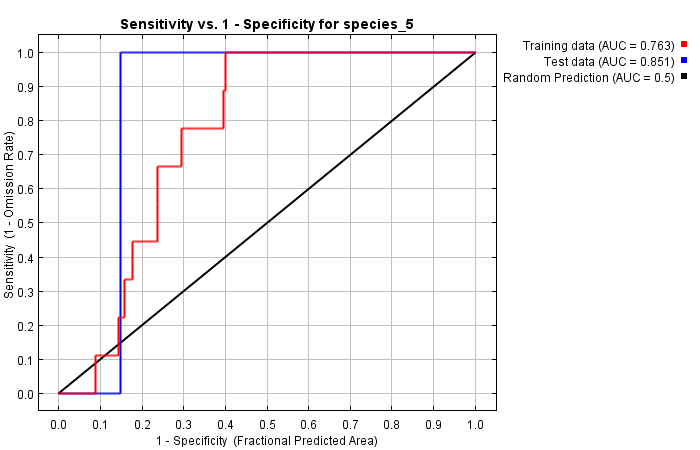 Sensitivity vs. 1 - Specificity for species_5
Training data (AUC = 0.763)
Test data (AUC = 0.851)
Random Prediction (AUC = 0.5)
Sensitivity (1 - Omission Rate)
1.0
0.9
0.8
0.7
0.6
0.5
0.4
0.3
0.2
0.1
0.0
0.0 0.1 0.2 0.3 0.4 0.5 0.6 0.7 0.8 0.9 1.0
1 - Specificity (Fractional Predicted Area)